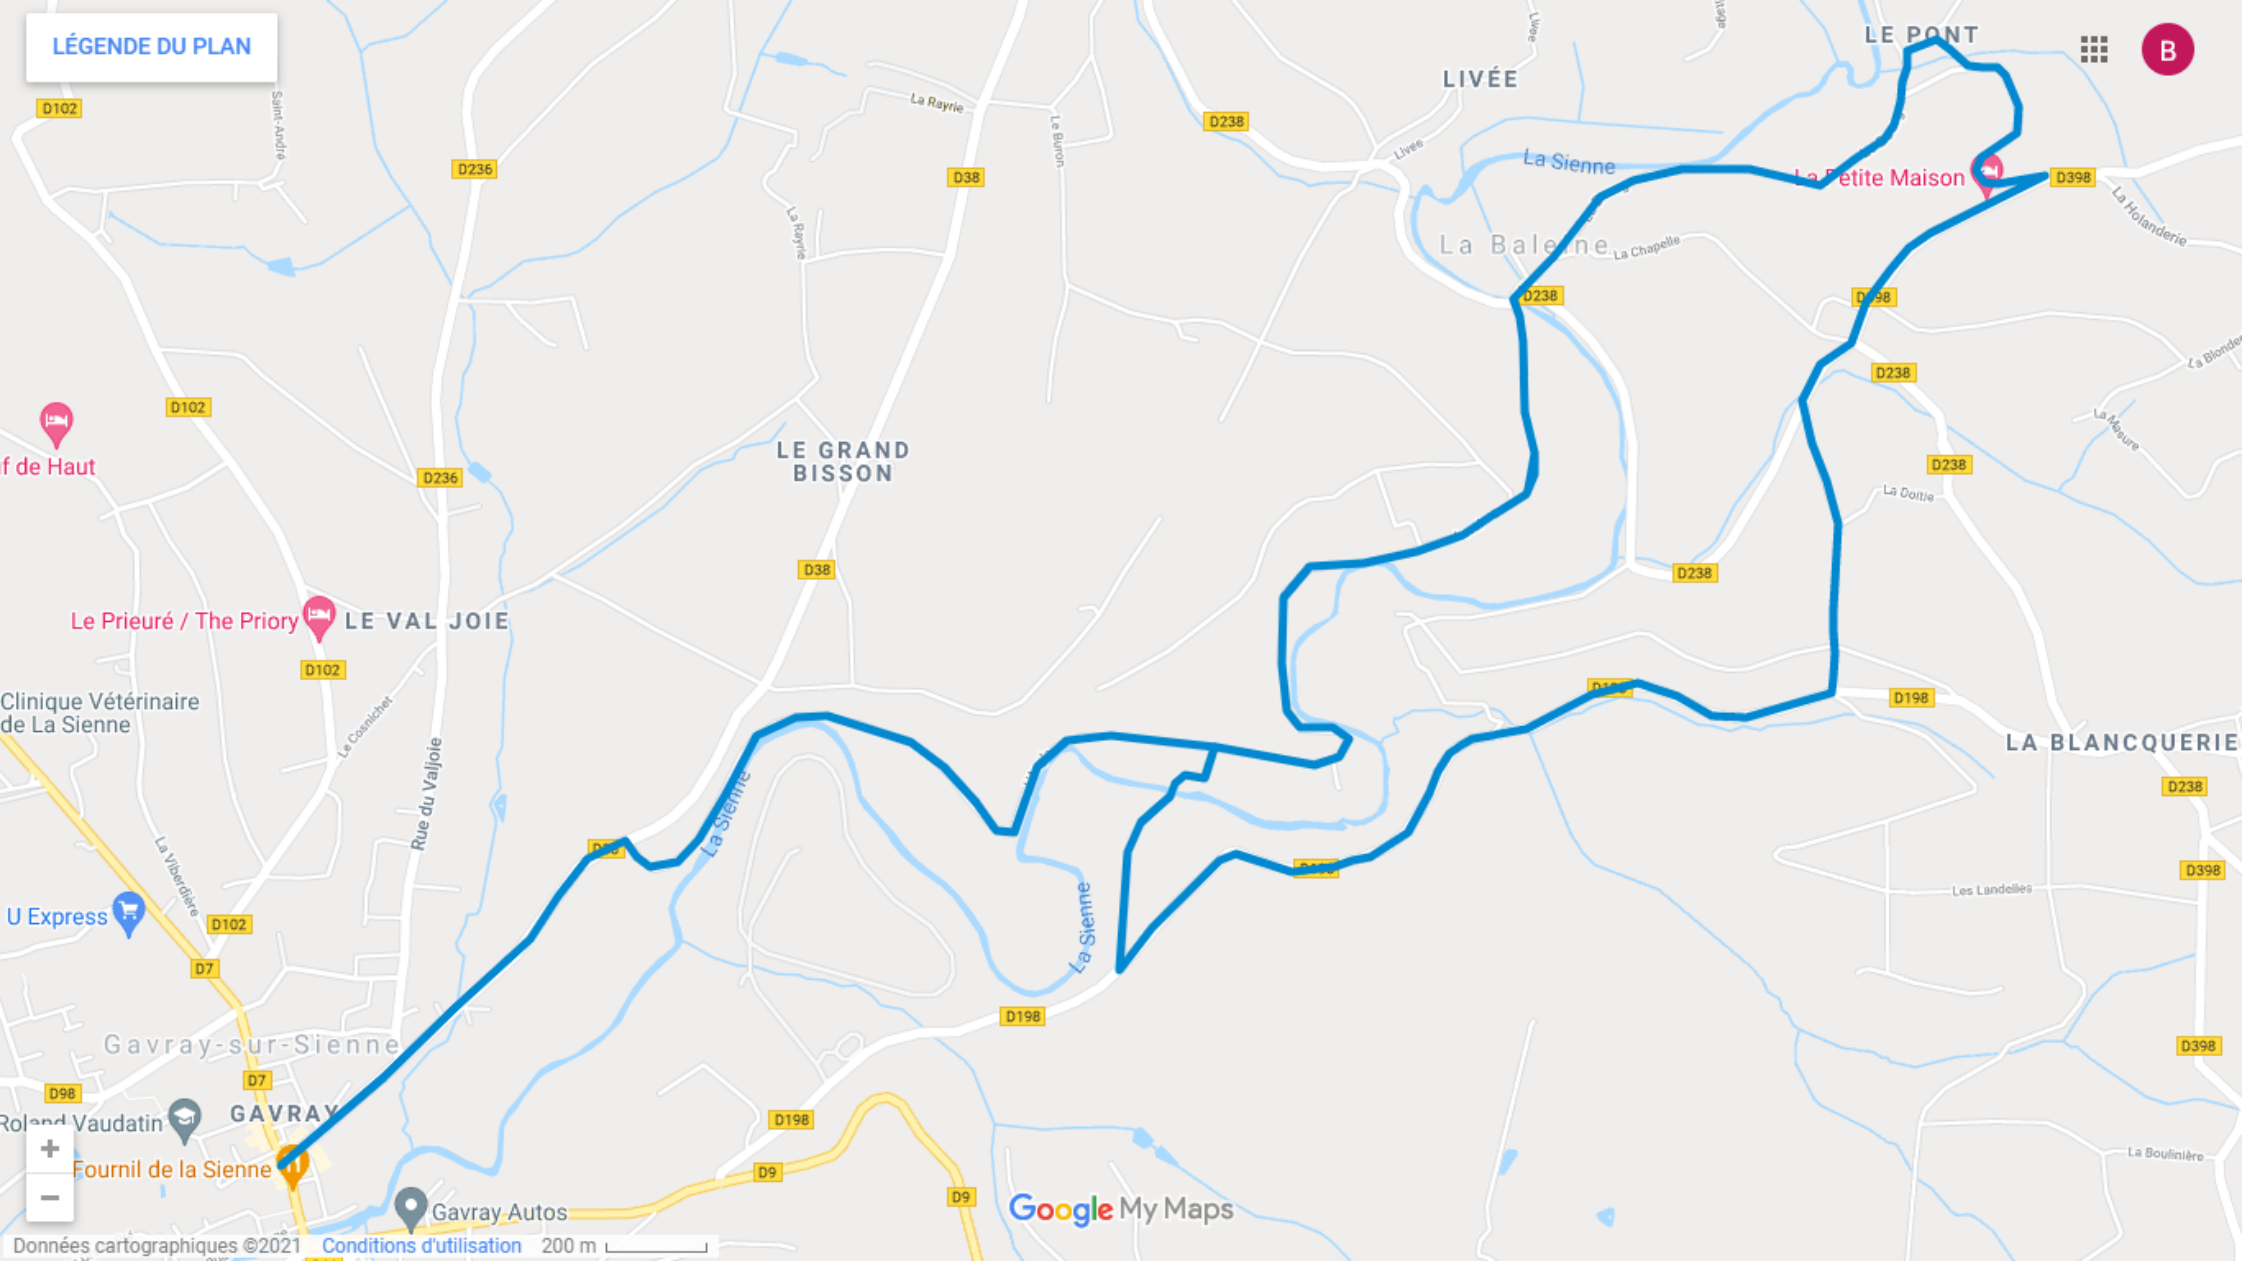 LÉGENDE DU PLAN
LE PONT
B
LIVÉE
D102
Saint-André
La Rayrie
Le Buron
D238
Livee
Livee
D236
D38
La Sienne
La Petite Maison
D398
La Holanderie
La Rayrie
La Chapelle
D238
D238
La Blonde
D102
D238
La Masure
f de Haut
LE GRAND
BISSON
D236
D238
La Doitie
D38
D238
Le Prieuré / The Priory
LE VAL JOIE
D102
Clinique Vétérinaire
de La Sienne
Le Cosnichet
D198
LA BLANCQUERIE
Rue du Valjoie
La Sienne
D238
La Viberdière
D398
Les Landelles
U Express
D102
La Sienne
D7
D198
Gavray-sur-Sienne
D398
D7
D98
GAVRAY
Roland Vaudatin
D198
La Boulinière
Fournil de la Sienne
D9
D9
Gavray Autos
Google My Maps
Données cartographiques ©2021 Conditions d'utilisation 200 m